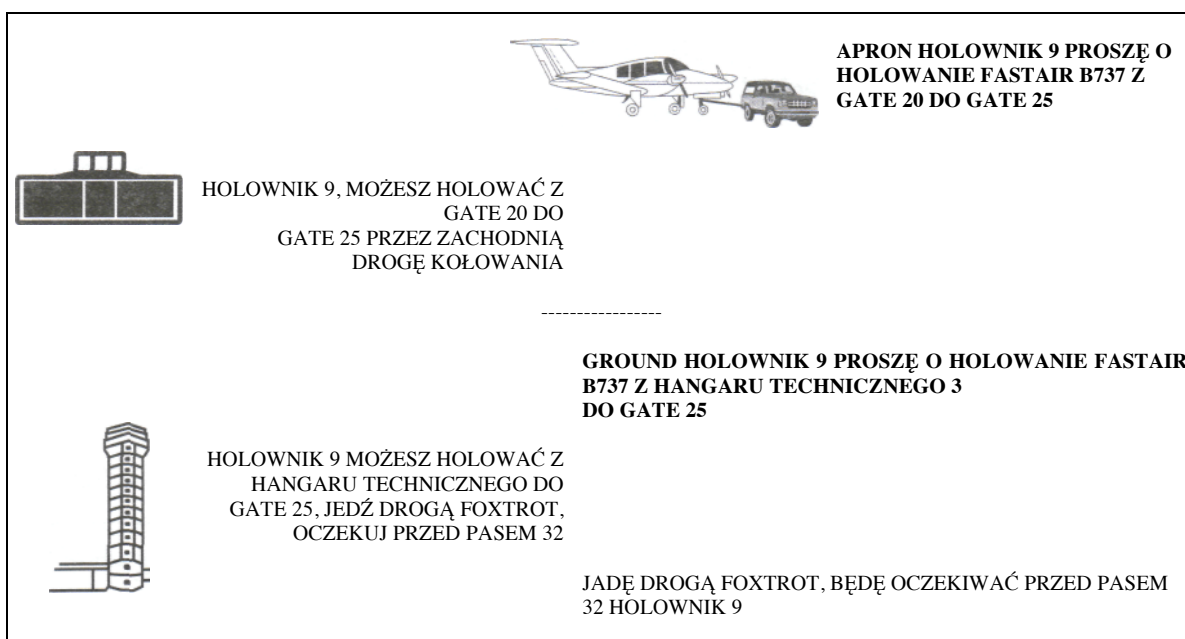 APRON HOLOWNIK 9 PROSZĘ O
HOLOWANIE FASTAIR B737 Z
GATE 20 DO GATE 25
HOLOWNIK 9, MOŻESZ HOLOWAĆ Z
GATE 20 DO
GATE 25 PRZEZ ZACHODNIĄ
DROGĘ KOŁOWANIA
-----------------
GROUND HOLOWNIK 9 PROSZĘ O HOLOWANIE FASTAIR
B737 Z HANGARU TECHNICZNEGO 3
DO GATE 25
HOLOWNIK 9 MOŻESZ HOLOWAĆ Z
HANGARU TECHNICZNEGO DO
GATE 25, JEDŹ DROGĄ FOXTROT,
OCZEKUJ PRZED PASEM 32
JADĘ DROGĄ FOXTROT, BĘDĘ OCZEKIWAĆ PRZED PASEM
32 HOLOWNIK 9